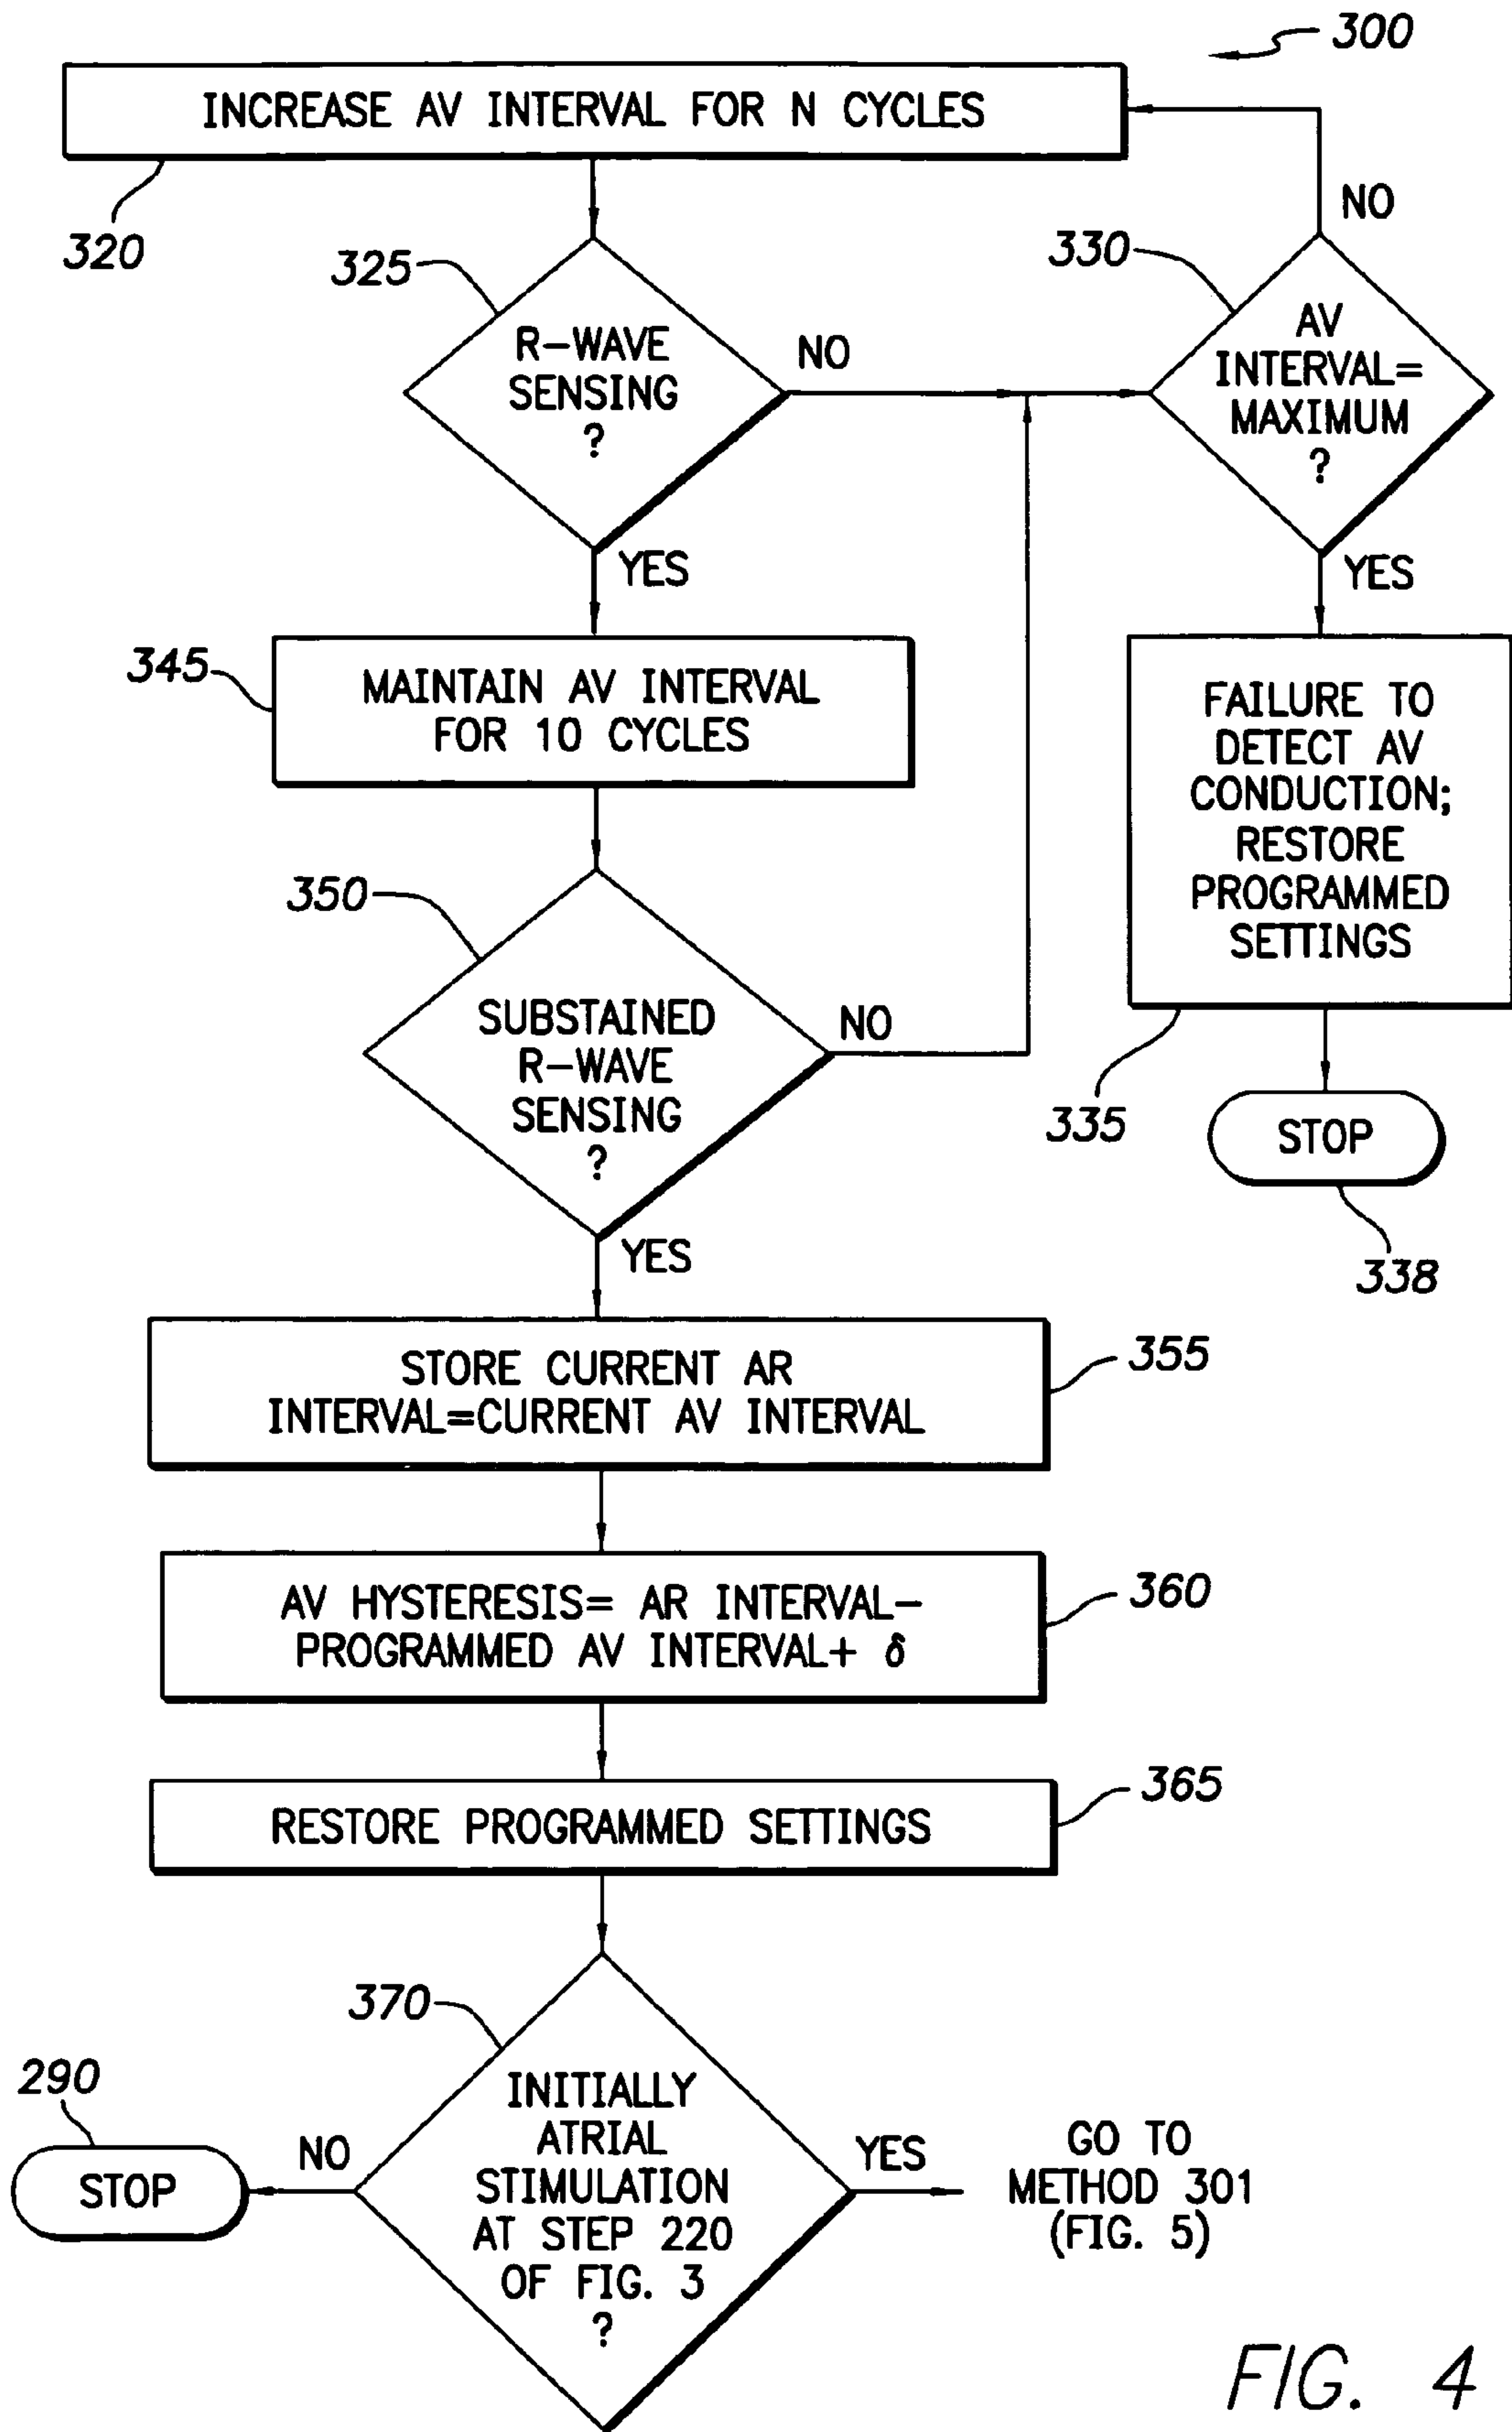 300
INCREASE AV INTERVAL FOR N CYCLES
320
325
R-WAVE
SENSING
?
NO
YES
330
AV
INTERVAL=
MAXIMUM
?
NO
YES
345
MAINTAIN AV INTERVAL
FOR 10 CYCLES
FAILURE TO
DETECT AV
CONDUCTION;
RESTORE
PROGRAMMED
SETTINGS
335
STOP
338
350
SUBSTAINED
R-WAVE
SENSING
?
NO
YES
STORE CURRENT AR
INTERVAL=CURRENT AV INTERVAL
355
AV HYSTERESIS= AR INTERVAL-
PROGRAMMED AV INTERVAL+ δ
360
RESTORE PROGRAMMED SETTINGS
365
370
INITIALLY
ATRIAL
STIMULATION
AT STEP 220
OF FIG. 3
?
290
STOP
NO
YES
GO TO
METHOD 301
(FIG. 5)
FIG. 4